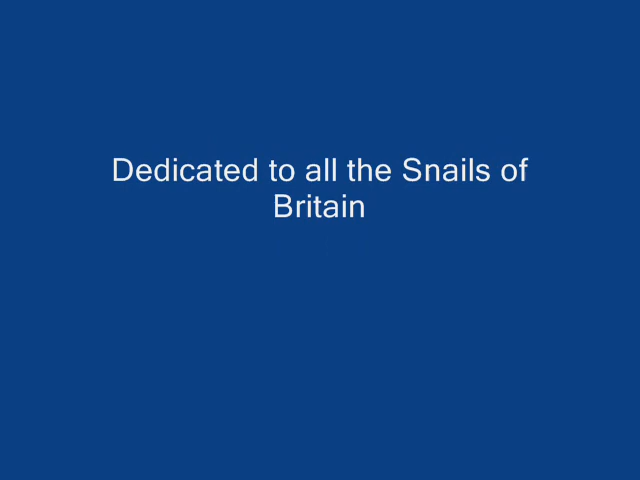 Dedicated to all the Snails of
Britain